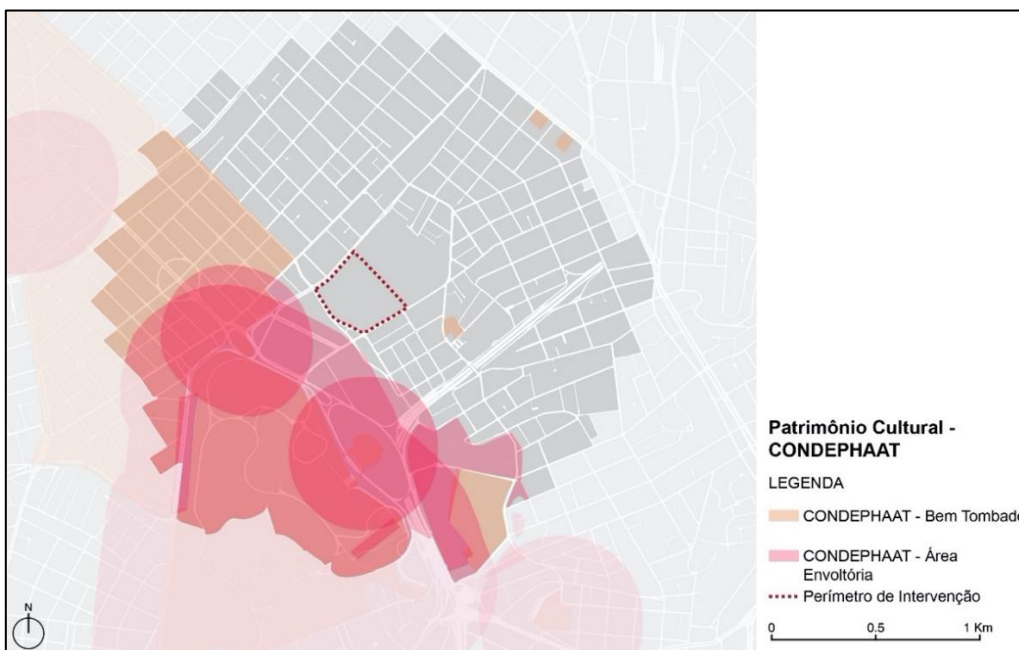 Patrimônio Cultural -
CONDEPHAAT
LEGENDA
CONDEPHAAT - Bem Tombado
CONDEPHAAT - Área
Envoltória
Perímetro de Intervenção
0 0.5 1 Km
N